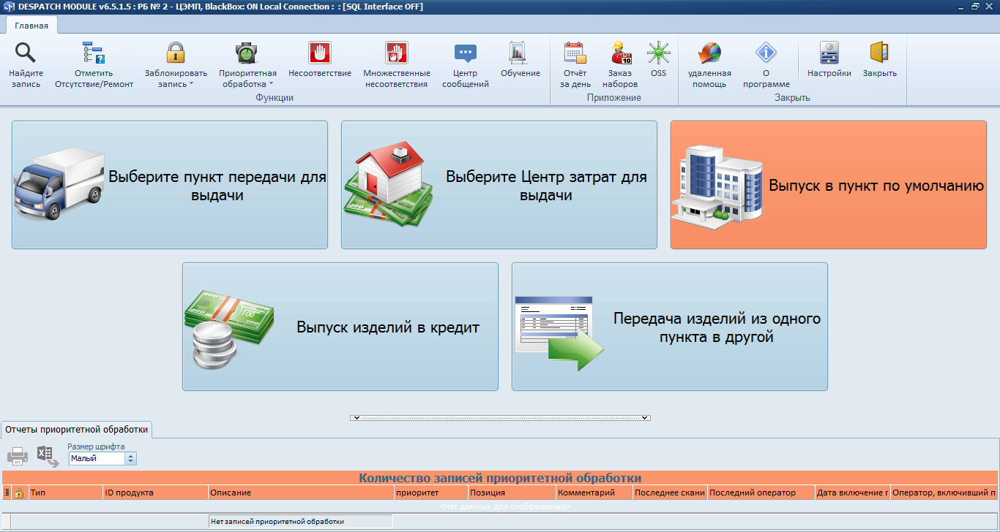 DESPATCH MODULE v6.5.1.5 : РБ № 2 - ЦЭМП, BlackBox: ON Local Connection : : [SQL Interface OFF]
Главная
Найдите запись
Отметить Отсутствие/Ремонт
Заблокировать запись
Приоритетная обработка
Несоответствие
Множественные несоответствия
Центр сообщений
Обучение
Функции
Отчёт за день
Заказ наборов
10
OSS
Приложение
удаленная помощь
О программе
Настройки
Закрыть
Закрыть
Выберите пункт передачи для
выдачи
Выберите Центр затрат для
выдачи
Выпуск в пункт по умолчанию
Выпуск изделий в кредит
Передача изделий из одного
пункта в другой
Отчеты приоритетной обработки
Размер шрифта
Малый
Количество записей приоритетной обработки
Тип
ID продукта
Описание
приоритет
Позиция
Комментарий
Последнее скани
Последний оператор
Дата включение г
Оператор, включивший п
<Нет данных для отображения>
Нет записей приоритетной обработки